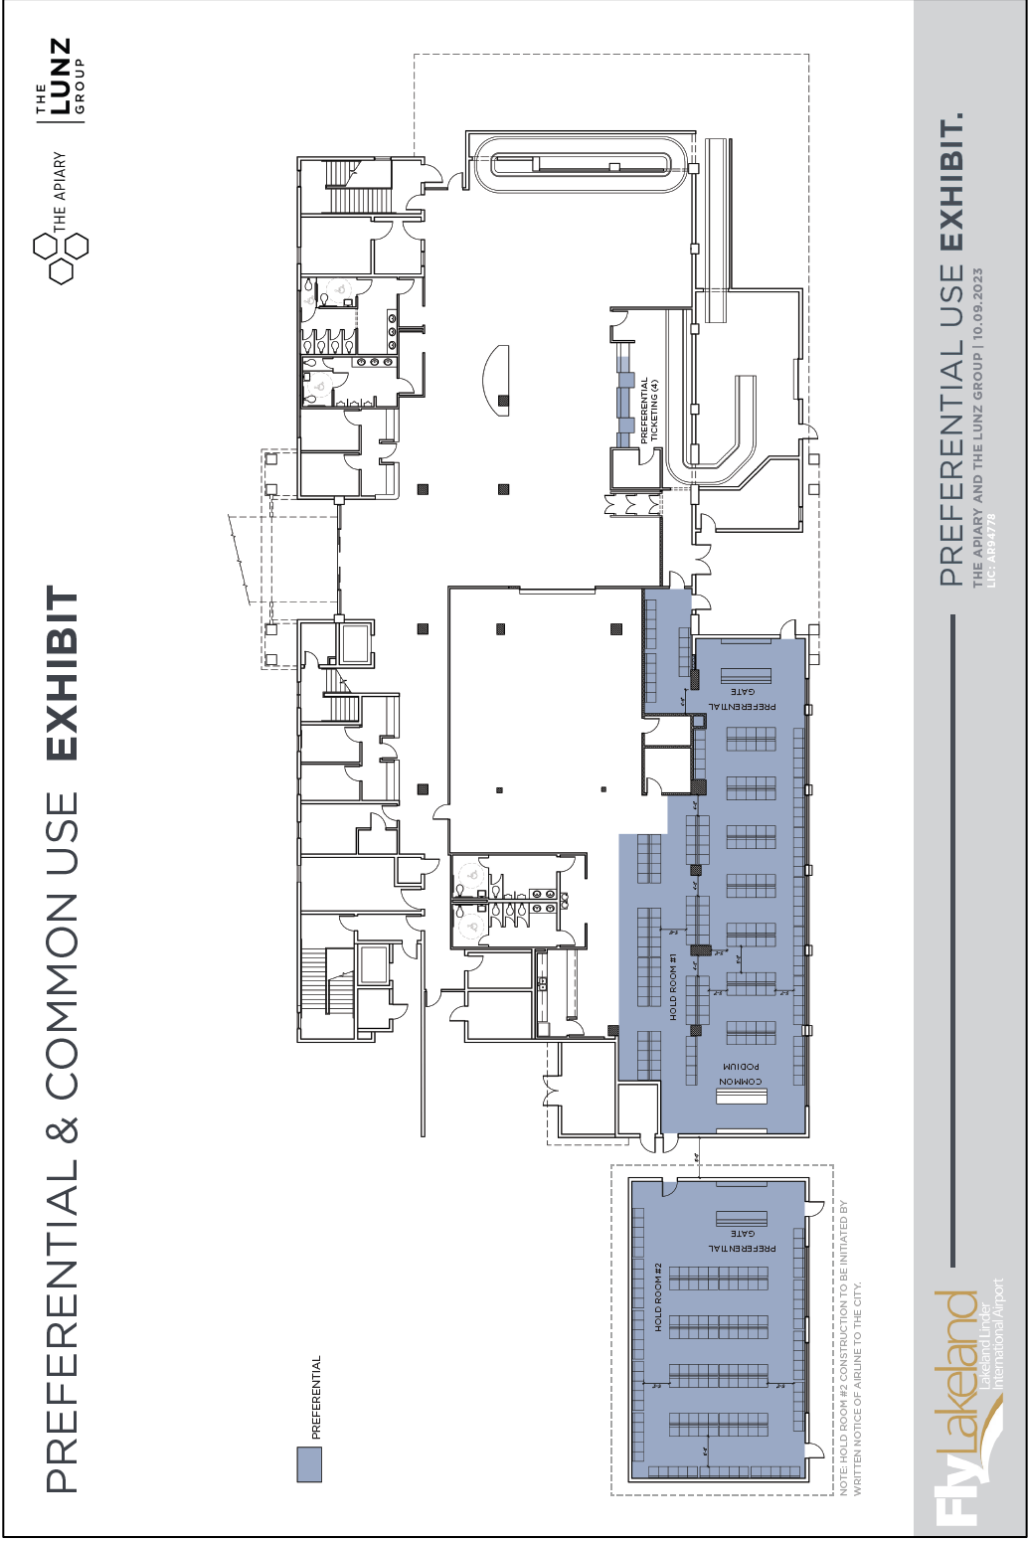 PREFERENTIAL & COMMON USE EXHIBIT
THE APIARY
THE
LUNZ
GROUP
PREFERENTIAL
TICKETING (4)
PREFERENTIAL
GATE
HOLD ROOM #1
COMMON
PODIUM
HOLD ROOM #2
PREFERENTIAL
GATE
PREFERENTIAL
NOTE: HOLD ROOM #2 CONSTRUCTION TO BE INITIATED BY
WRITTEN NOTICE OF AIRLINE TO THE CITY.
FlyLakeland
Lakeland Linder
International Airport
PREFERENTIAL USE EXHIBIT.
THE APIARY AND THE LUNZ GROUP | 10.09.2023
LIC: AR94778